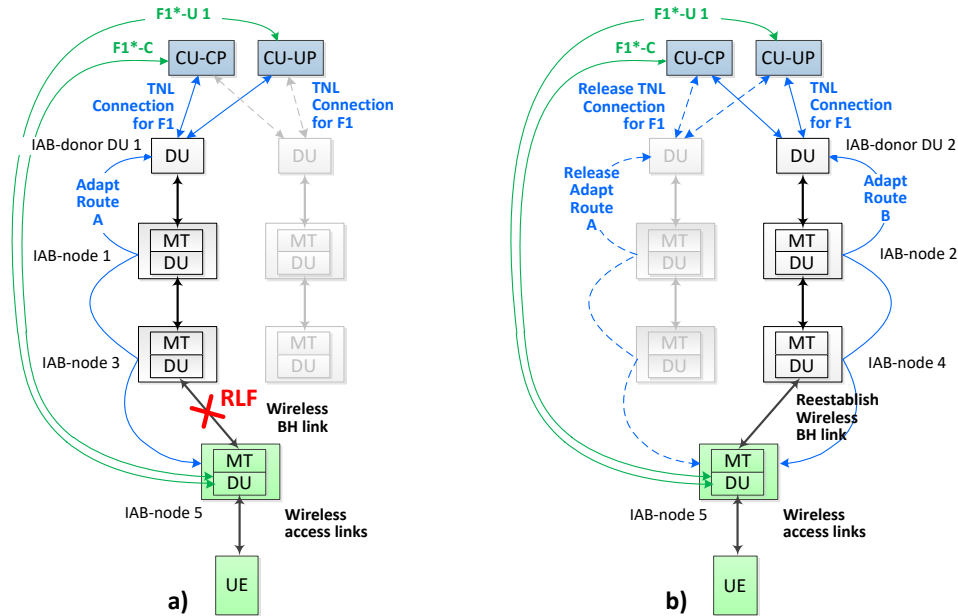 F1*-U 1
F1*-C
CU-CP
CU-UP
TNL
Connection
for F1
TNL
Connection
for F1
IAB-donor DU 1
DU
DU
Adapt
Route
A
IAB-node 1
MT
DU
MT
DU
IAB-node 3
MT
DU
MT
DU
RLF
Wireless
BH link
MT
DU
IAB-node 5
Wireless
access links
UE
a)
F1*-U 1
F1*-C
CU-CP
CU-UP
Release TNL
Connection
for F1
TNL
Connection
for F1
DU
DU
IAB-donor DU 2
Release
Adapt
Route
A
Adapt
Route
B
MT
DU
MT
DU
IAB-node 2
MT
DU
MT
DU
IAB-node 4
Reestablish
Wireless
BH link
MT
DU
IAB-node 5
Wireless
access links
UE
b)